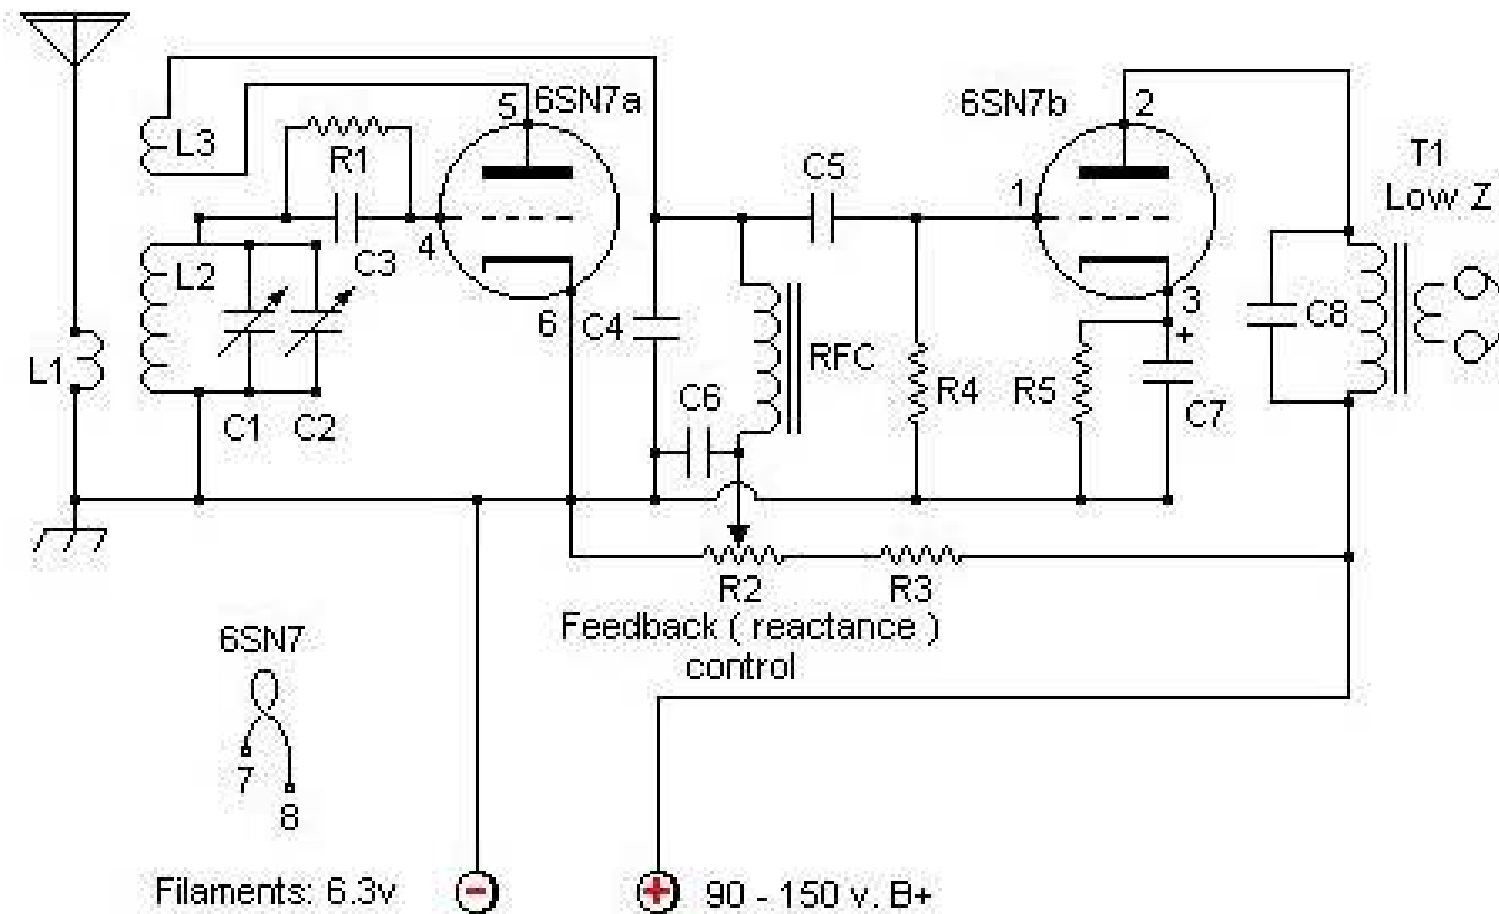 5
6SN7a
6SN7b
2
L3
R1
C5
1
T1
Low Z
4
C3
L2
6
C4
3
+
C8
L1
RFC
R4
R5
C6
C7
C1
C2
R2
R3
Feedback ( reactance )
control
6SN7
7
8
Filaments: 6.3v
-
+
90 - 150 v. B+